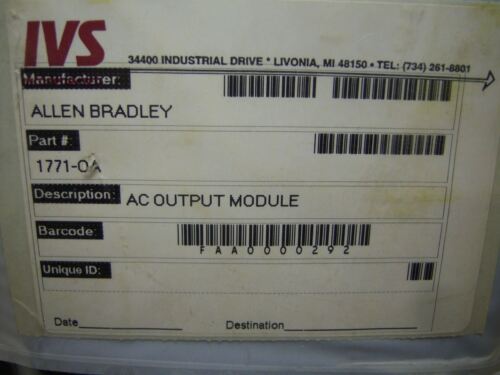 IVS
34400 INDUSTRIAL DRIVE * LIVONIA, MI 48150 • TEL: (734) 261-8801
Manufacturer:
ALLEN BRADLEY
Part #:
1771-OA
Description: AC OUTPUT MODULE
Barcode:
FAA0000292
Unique ID:
Date Destination